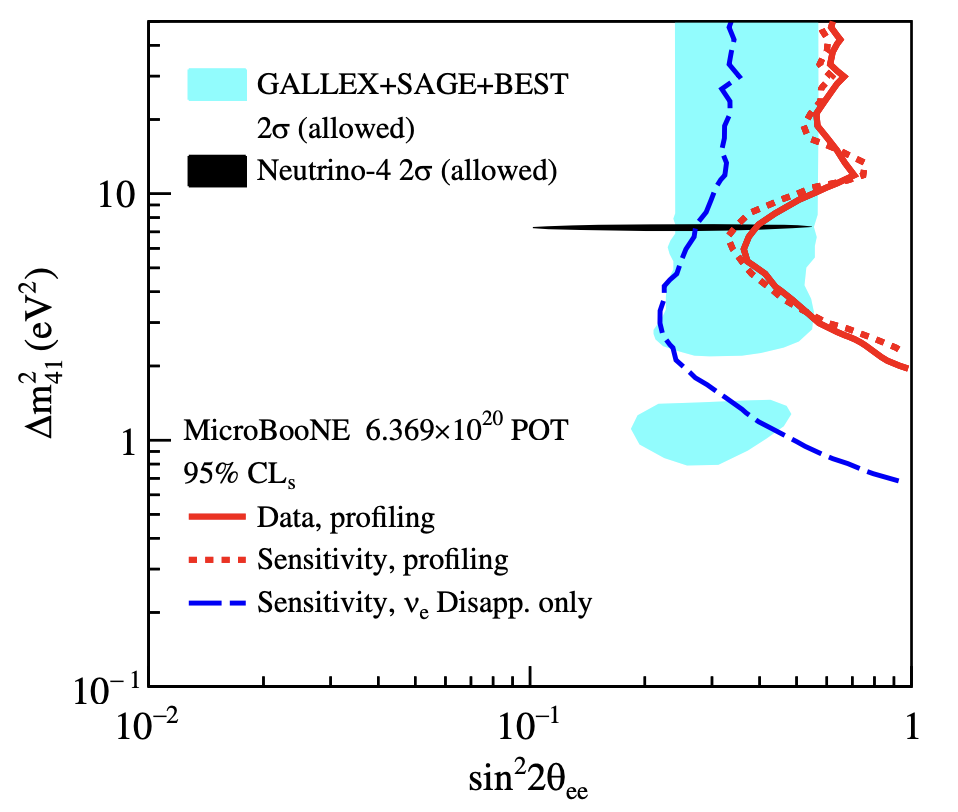 GALLEX+SAGE+BEST
2σ (allowed)
Neutrino-4 2σ (allowed)
10
Δm²₄₁ (eV²)
1
MicroBooNE 6.369×10²⁰ POT
95% CLₛ
Data, profiling
Sensitivity, profiling
Sensitivity, νₑ Disapp. only
10⁻¹
10⁻² 10⁻¹ 1
sin²2θₑₑ